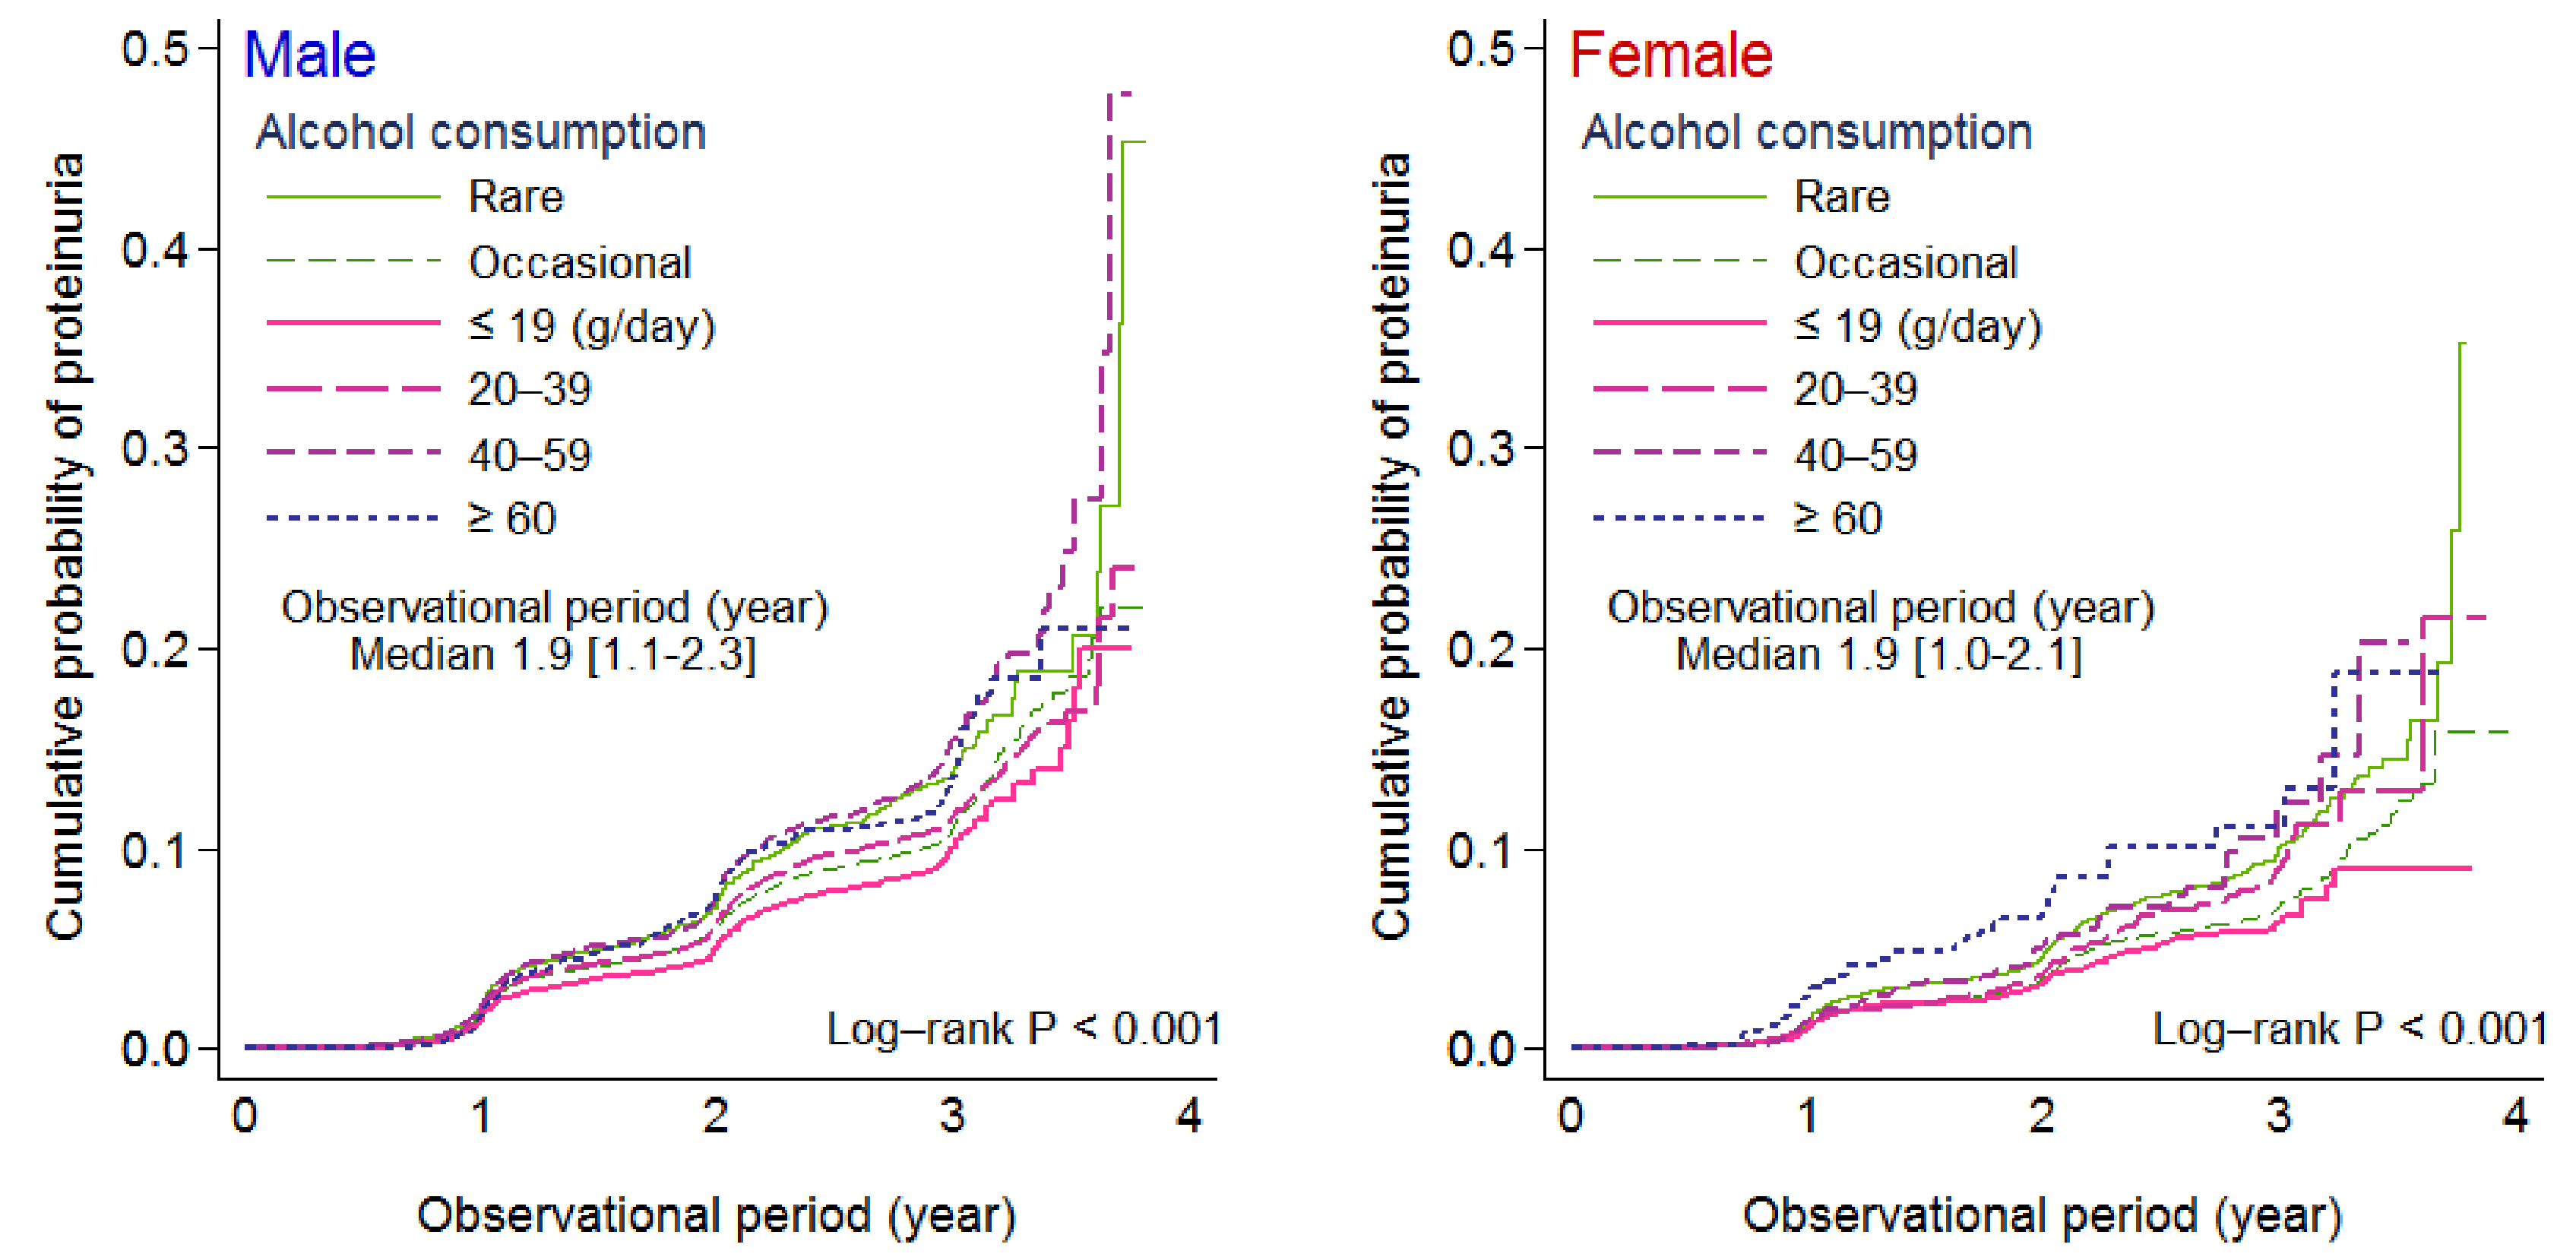 Male
Alcohol consumption
Rare
Occasional
≤ 19 (g/day)
20–39
40–59
≥ 60
Observational period (year)
Median 1.9 [1.1-2.3]
Log–rank P < 0.001
Cumulative probability of proteinuria
0.5
0.4
0.3
0.2
0.1
0.0
0 1 2 3 4
Observational period (year)
Female
Alcohol consumption
Rare
Occasional
≤ 19 (g/day)
20–39
40–59
≥ 60
Observational period (year)
Median 1.9 [1.0-2.1]
Log–rank P < 0.001
Cumulative probability of proteinuria
0.5
0.4
0.3
0.2
0.1
0.0
0 1 2 3 4
Observational period (year)